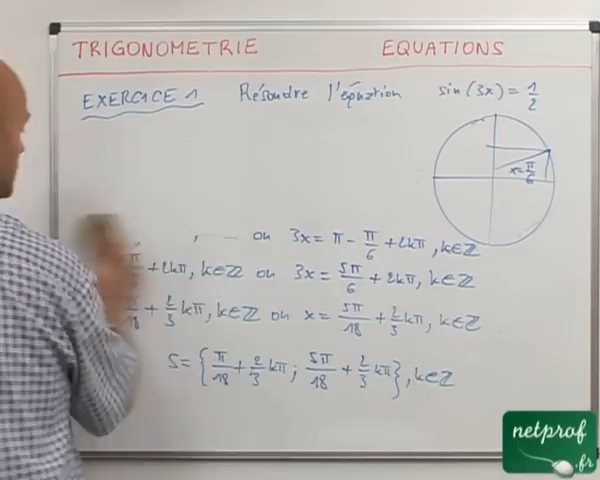 TRIGONOMETRIE EQUATIONS
EXERCICE 1 Résoudre l'équation sin(3x) = 1/2
x = π/6
, ou 3x = π - π/6 + 2kπ, k∈ℤ
+ 2kπ, k∈ℤ ou 3x = 5π/6 + 2kπ, k∈ℤ
π/18 + 2/3 kπ, k∈ℤ ou x = 5π/18 + 2/3 kπ, k∈ℤ
S = {π/18 + 2/3 kπ ; 5π/18 + 2/3 kπ}, k∈ℤ
netprof
.fr